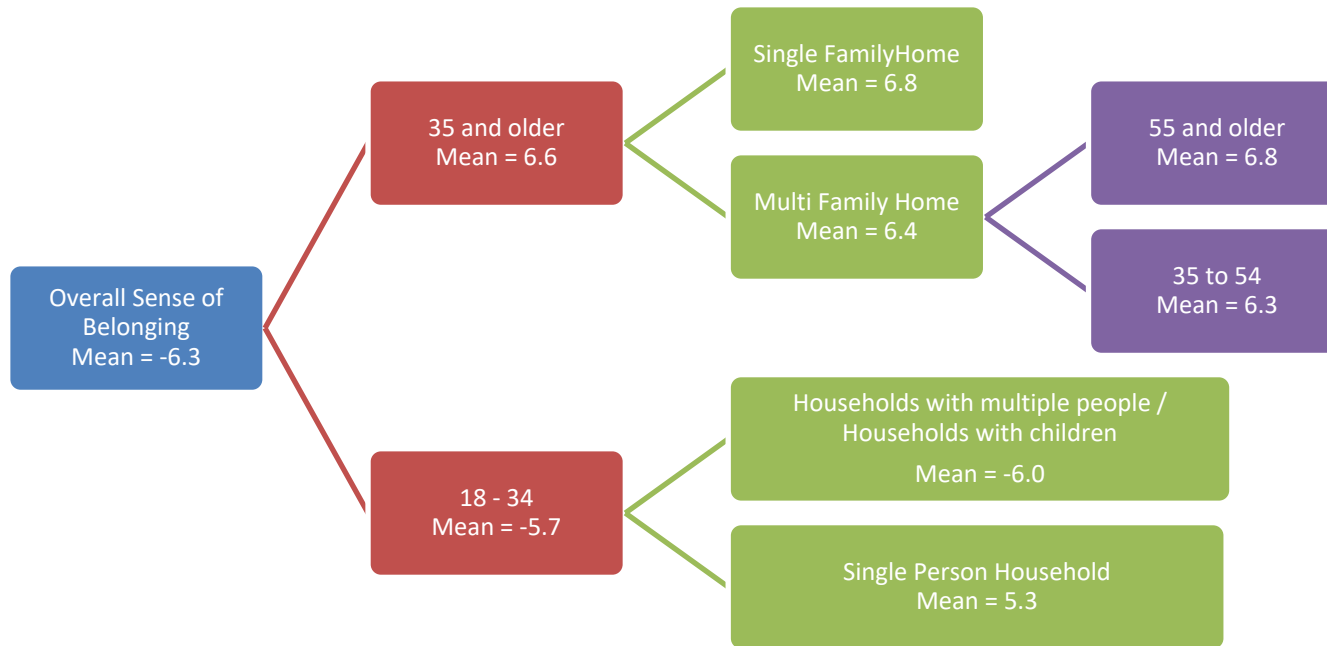 Overall Sense of
Belonging
Mean = -6.3
35 and older
Mean = 6.6
Single FamilyHome
Mean = 6.8
Multi Family Home
Mean = 6.4
55 and older
Mean = 6.8
35 to 54
Mean = 6.3
18 - 34
Mean = -5.7
Households with multiple people /
Households with children
Mean = -6.0
Single Person Household
Mean = 5.3